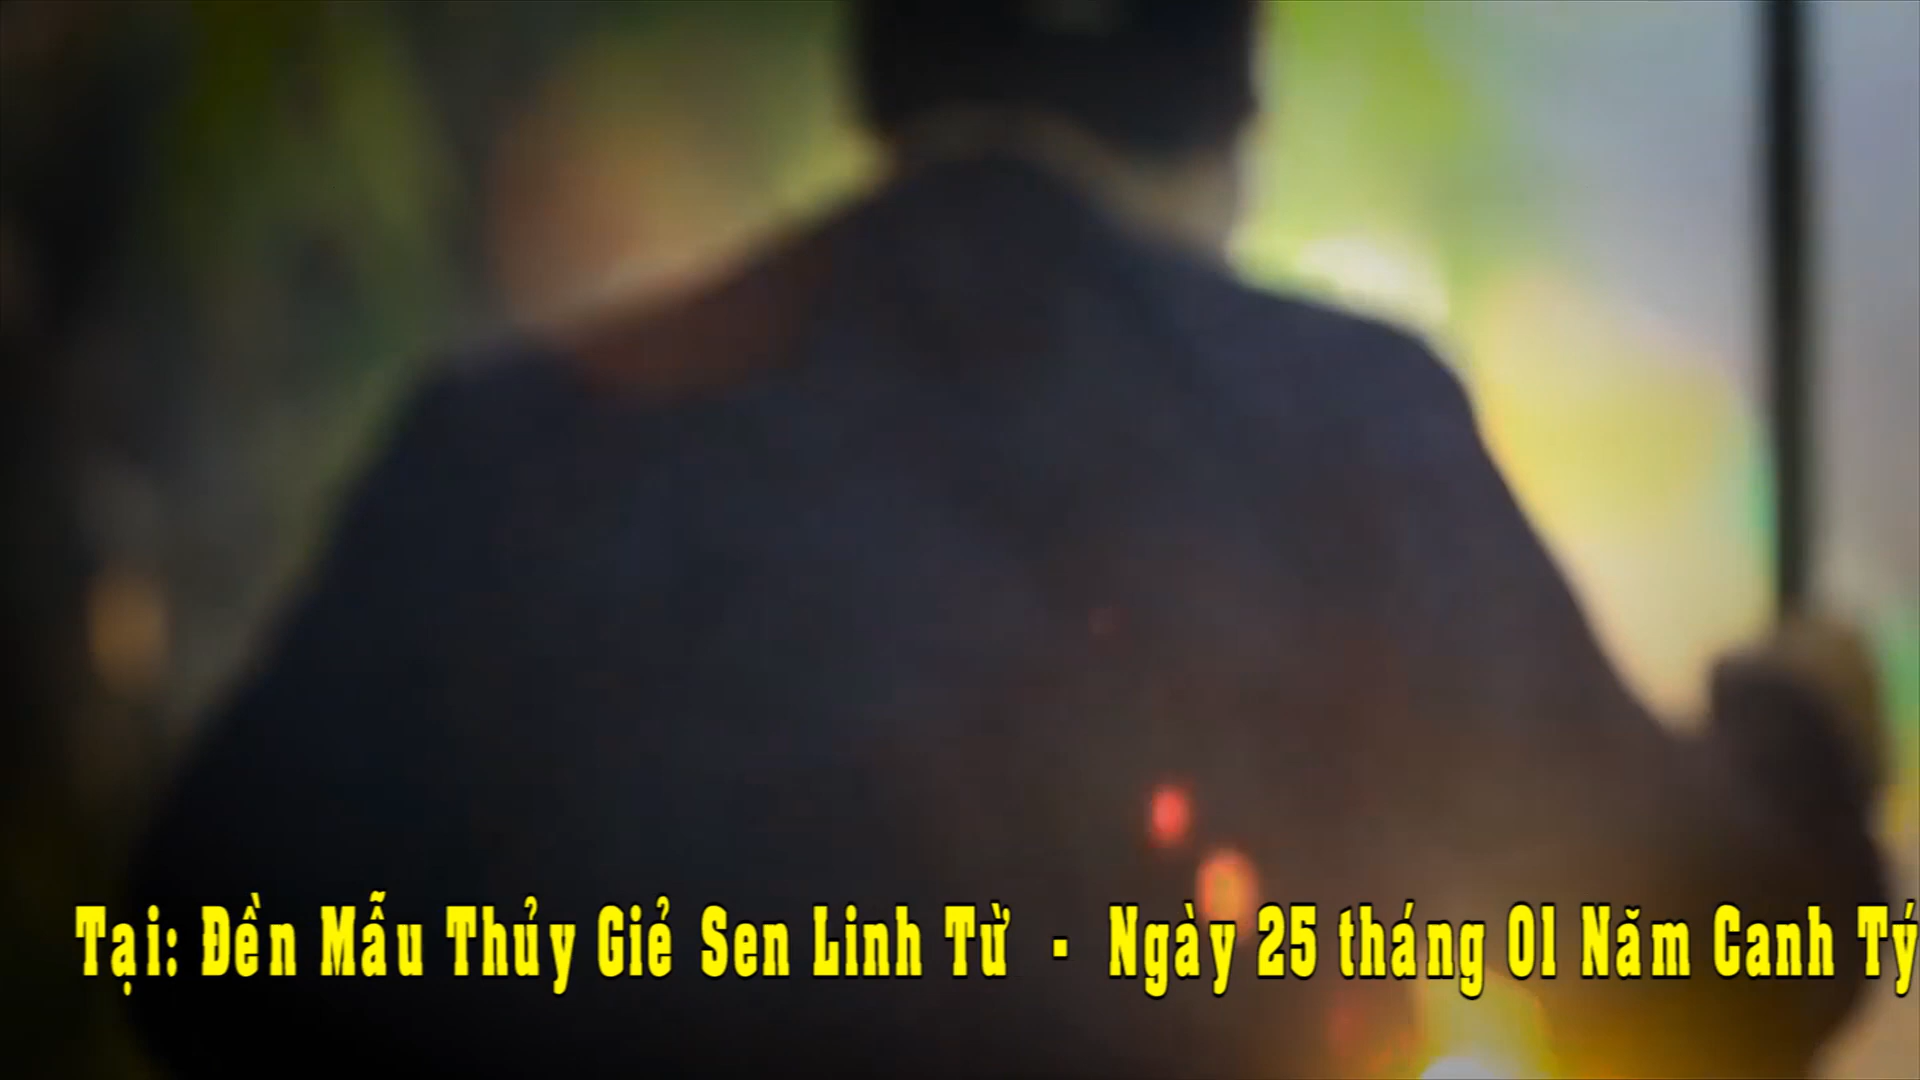 Tại: Đền Mẫu Thủy Giẻ Sen Linh Từ - Ngày 25 tháng 01 Năm Canh Tý